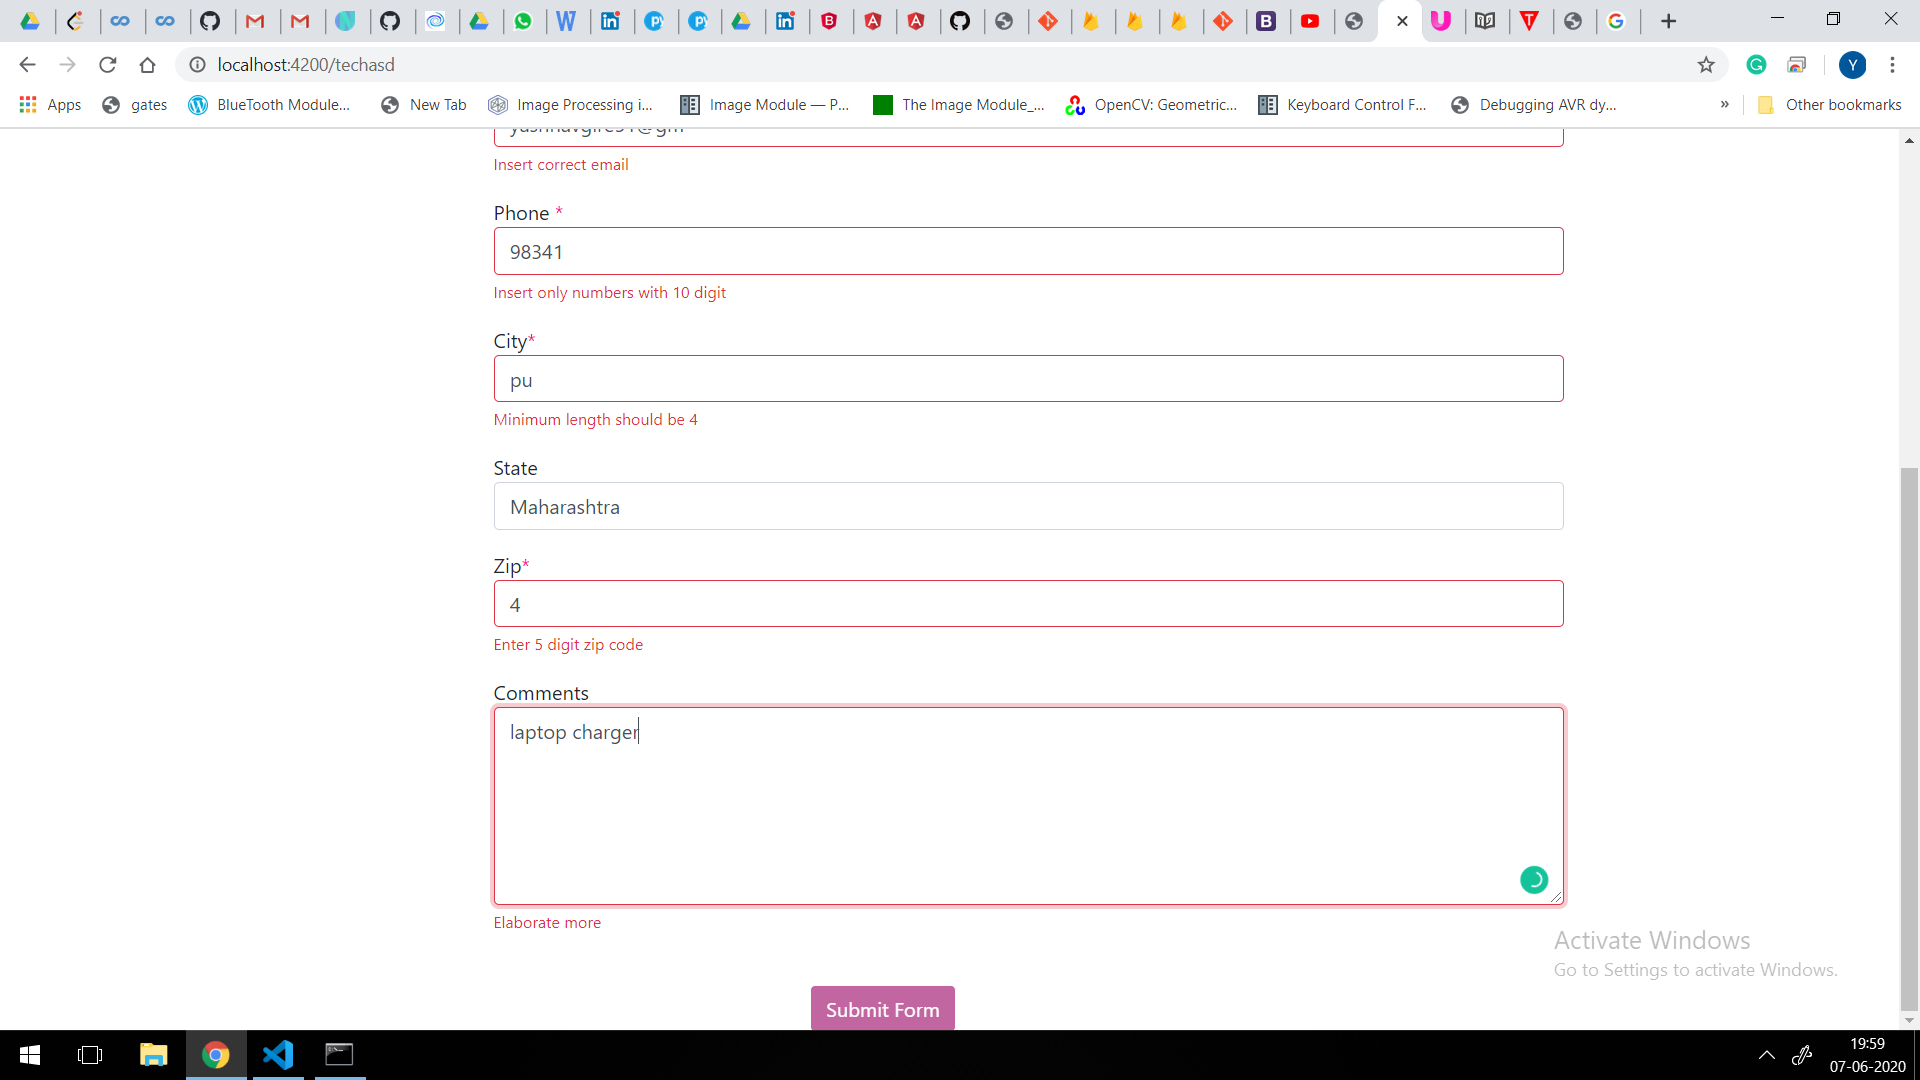 localhost:4200/techasd
Y
Apps
gates
BlueTooth Module...
New Tab
Image Processing i...
Image Module — P...
The Image Module_...
OpenCV: Geometric...
Keyboard Control F...
Debugging AVR dy...
»
Other bookmarks
Insert correct email
Phone *
98341
Insert only numbers with 10 digit
City*
pu
Minimum length should be 4
State
Maharashtra
Zip*
4
Enter 5 digit zip code
Comments
laptop charger
Elaborate more
Activate Windows
Go to Settings to activate Windows.
Submit Form
19:59
07-06-2020